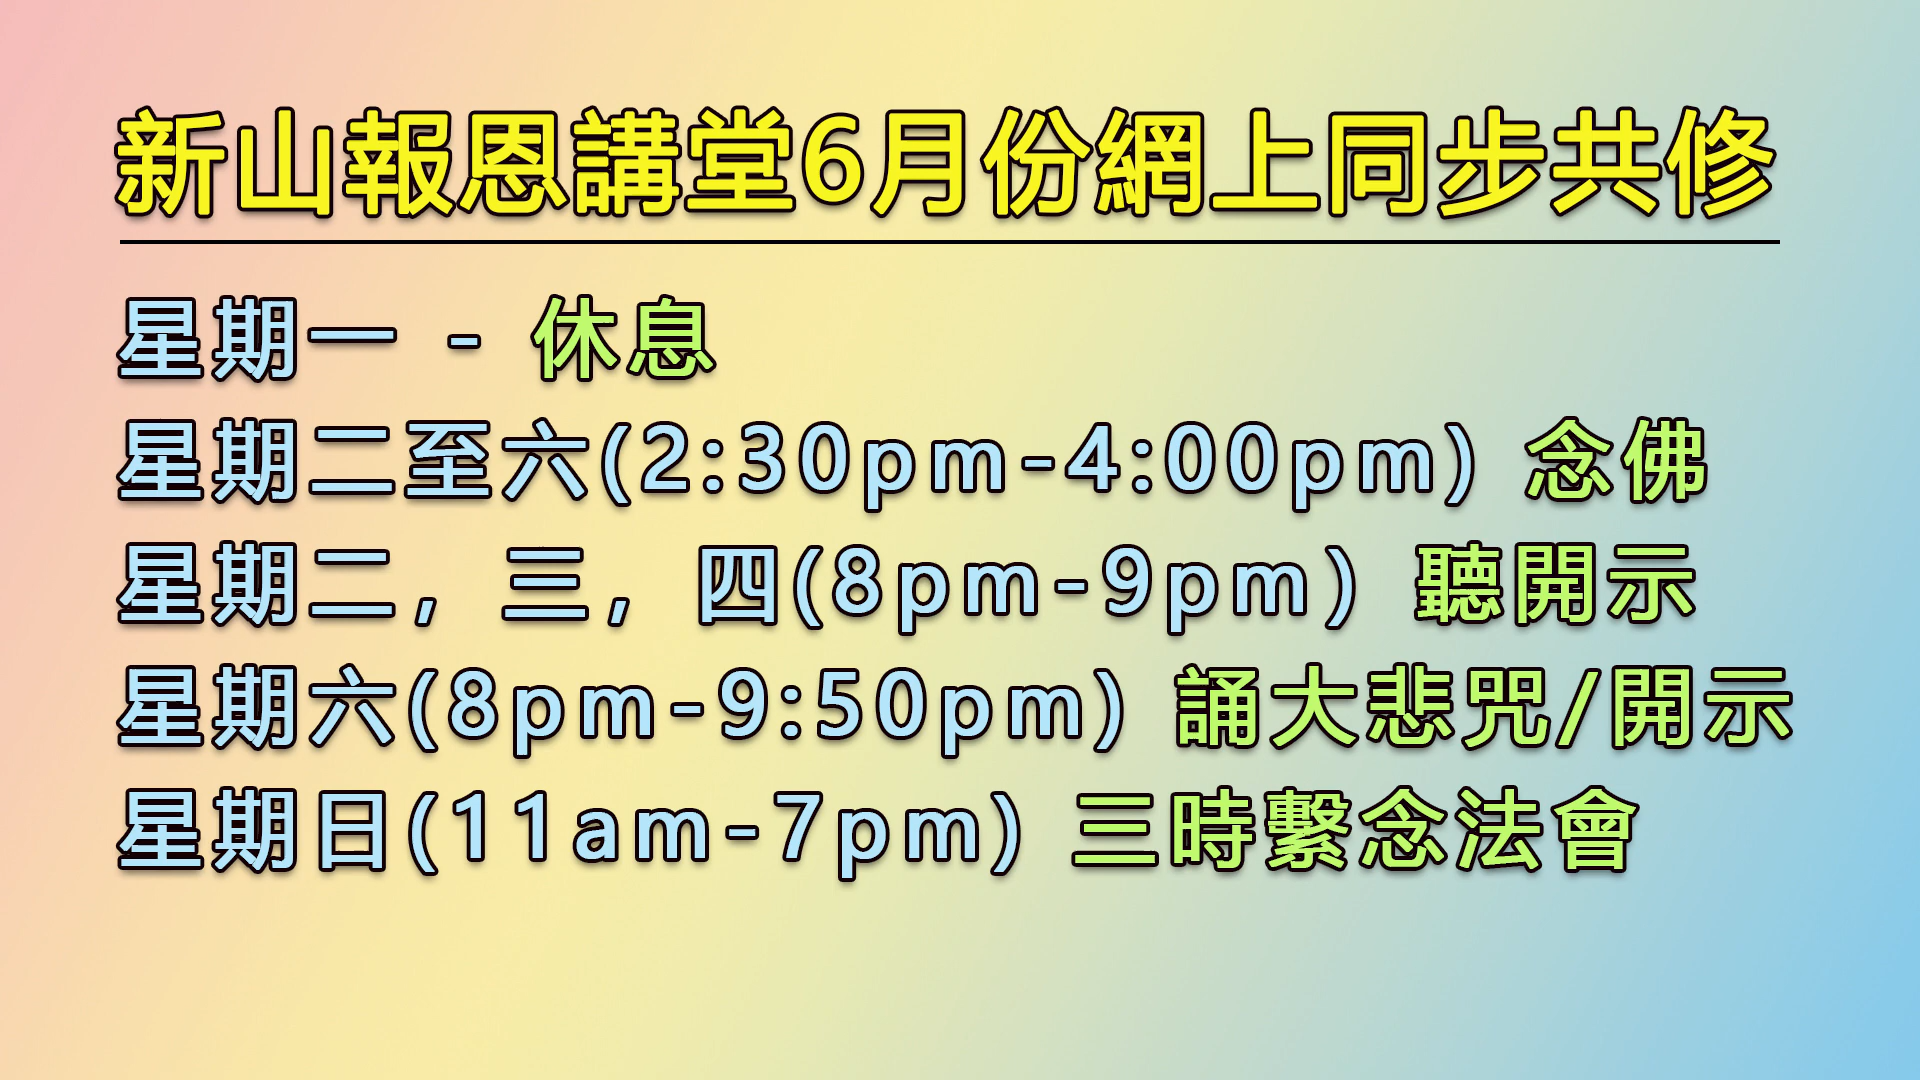 新山報恩講堂6月份網上同步共修
星期一 - 休息
星期二至六(2:30pm-4:00pm) 念佛
星期二, 三, 四(8pm-9pm) 聽開示
星期六(8pm-9:50pm) 誦大悲咒/開示
星期日(11am-7pm) 三時繫念法會